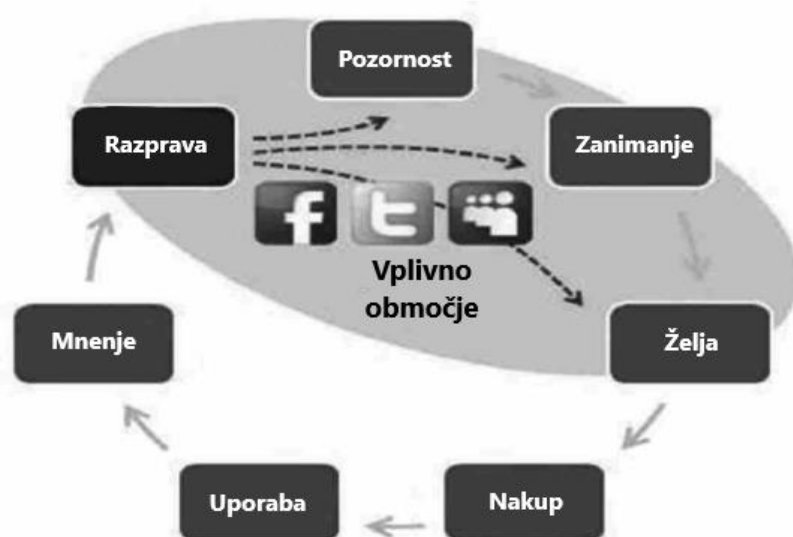 Pozornost
Razprava
Zanimanje
f
t
Vplivno
območje
Mnenje
Želja
Uporaba
Nakup